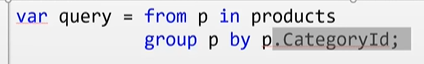 var query = from p in products
group p by p.CategoryId;